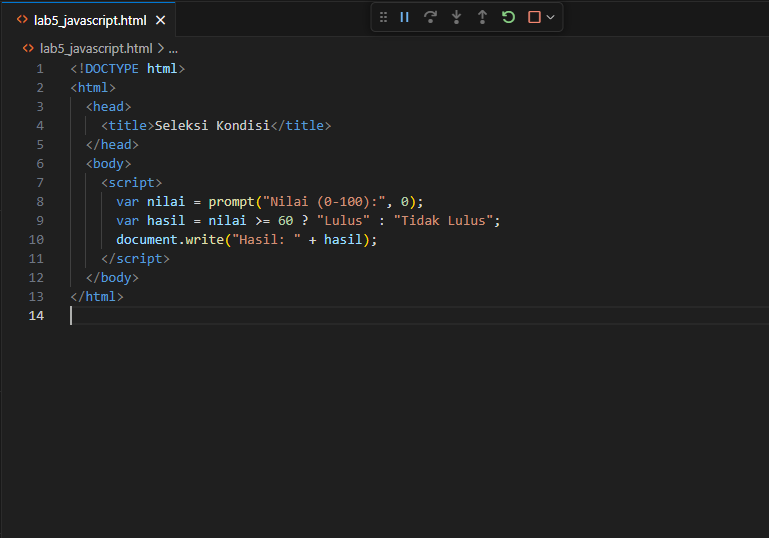 lab5_javascript.html
lab5_javascript.html > ...
1 <!DOCTYPE html>
2 <html>
3 <head>
4 <title>Seleksi Kondisi</title>
5 </head>
6 <body>
7 <script>
8 var nilai = prompt("Nilai (0-100):", 0);
9 var hasil = nilai >= 60 ? "Lulus" : "Tidak Lulus";
10 document.write("Hasil: " + hasil);
11 </script>
12 </body>
13 </html>
14